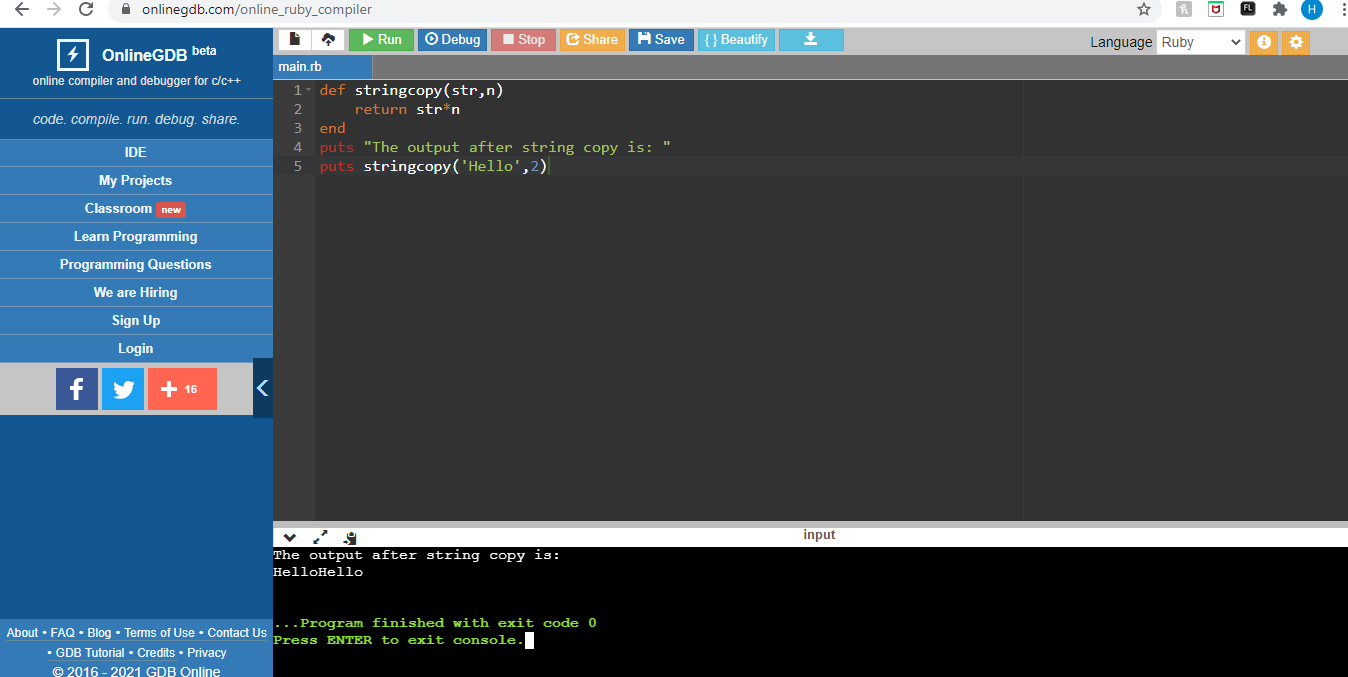 onlinegdb.com/online_ruby_compiler
H
OnlineGDB beta
online compiler and debugger for c/c++
code. compile. run. debug. share.
IDE
My Projects
Classroom new
Learn Programming
Programming Questions
We are Hiring
Sign Up
Login
f + 16
About • FAQ • Blog • Terms of Use • Contact Us
• GDB Tutorial • Credits • Privacy
© 2016 - 2021 GDB Online
Run Debug Stop Share Save { } Beautify Language Ruby
main.rb
1 def stringcopy(str,n)
2     return str*n
3 end
4 puts "The output after string copy is: "
5 puts stringcopy('Hello',2)
input
The output after string copy is:
HelloHello
...Program finished with exit code 0
Press ENTER to exit console.